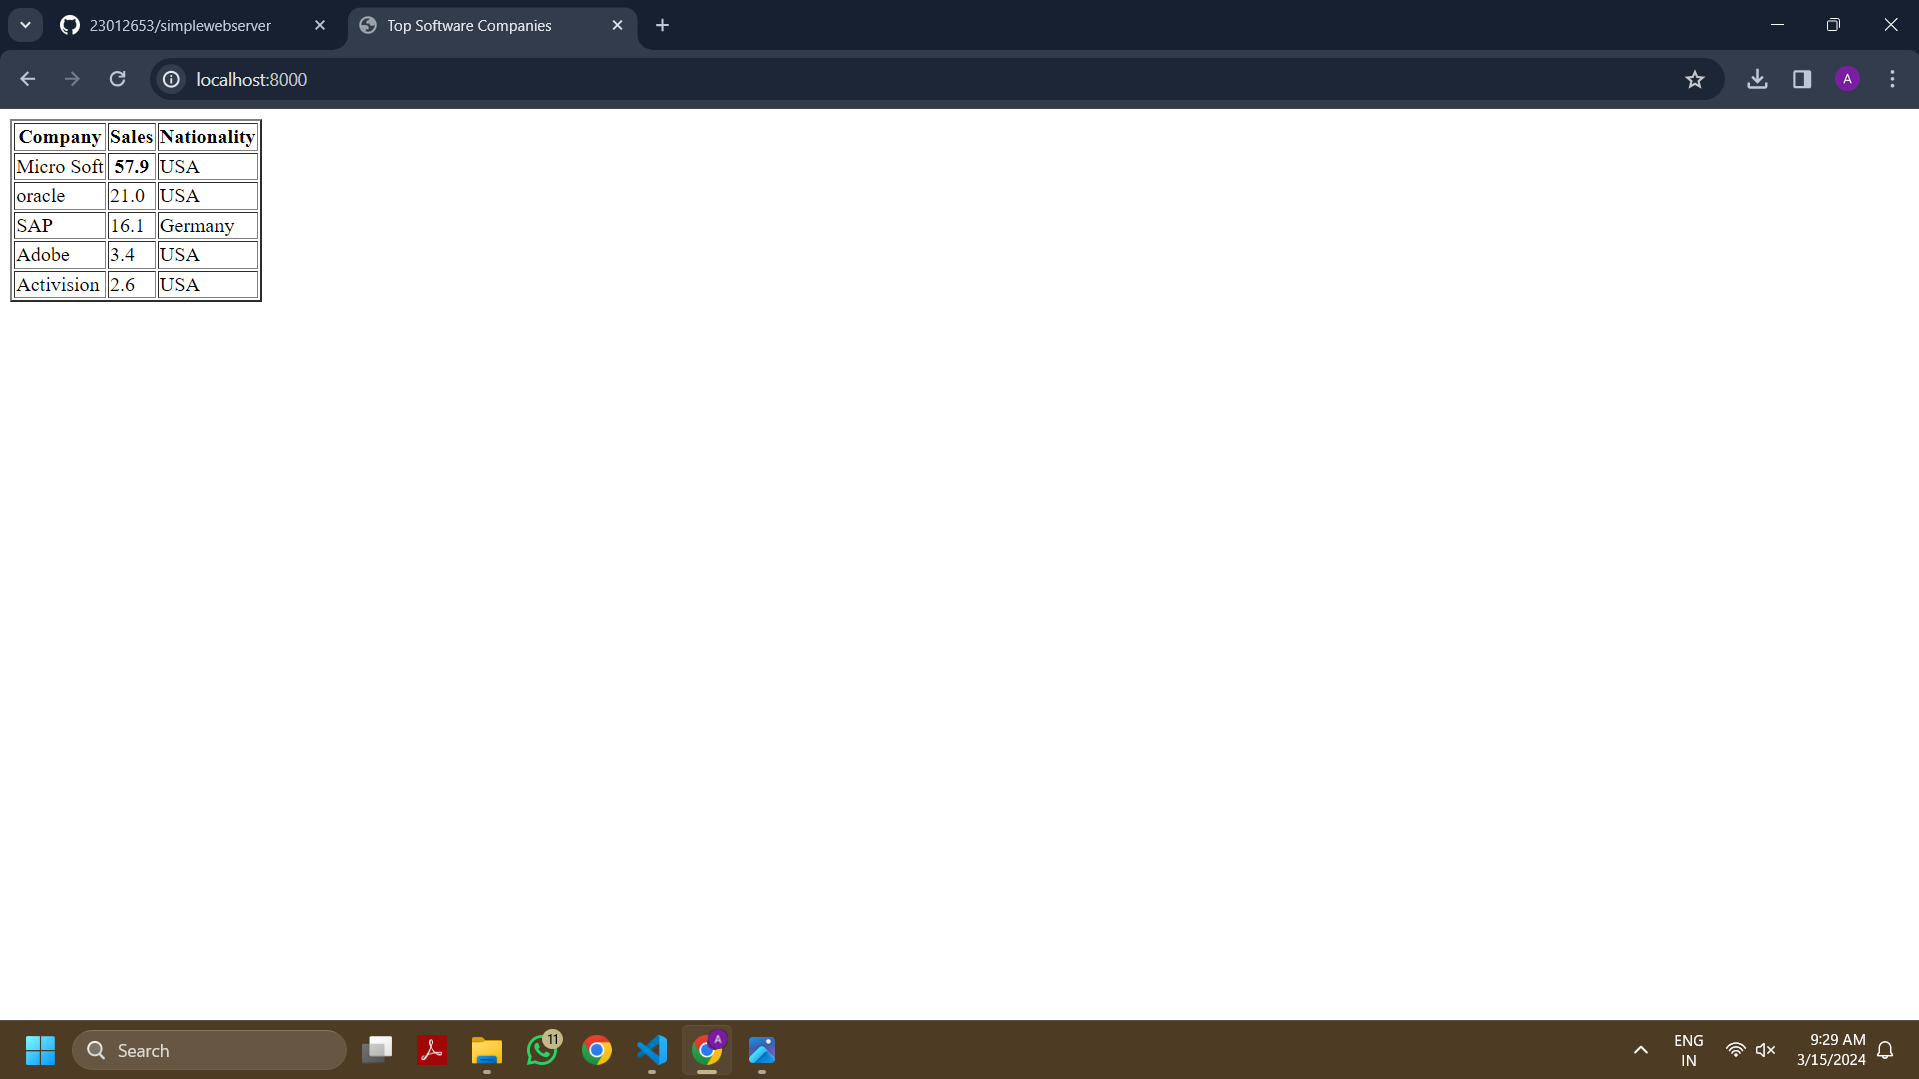 23012653/simplewebserver
Top Software Companies
localhost:8000
A
Company Sales Nationality
Micro Soft 57.9 USA
oracle 21.0 USA
SAP 16.1 Germany
Adobe 3.4 USA
Activision 2.6 USA
Search
11
A
ENG
IN
9:29 AM
3/15/2024